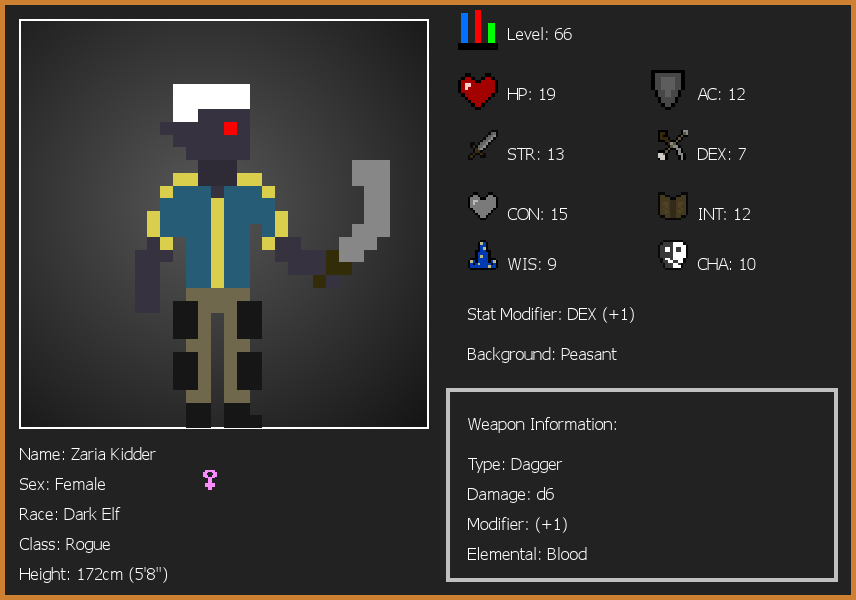 Level: 66
HP: 19
AC: 12
STR: 13
DEX: 7
CON: 15
INT: 12
WIS: 9
CHA: 10
Stat Modifier: DEX (+1)
Background: Peasant
Weapon Information:
Type: Dagger
Damage: d6
Modifier: (+1)
Elemental: Blood
Name: Zaria Kidder
Sex: Female
Race: Dark Elf
Class: Rogue
Height: 172cm (5'8")